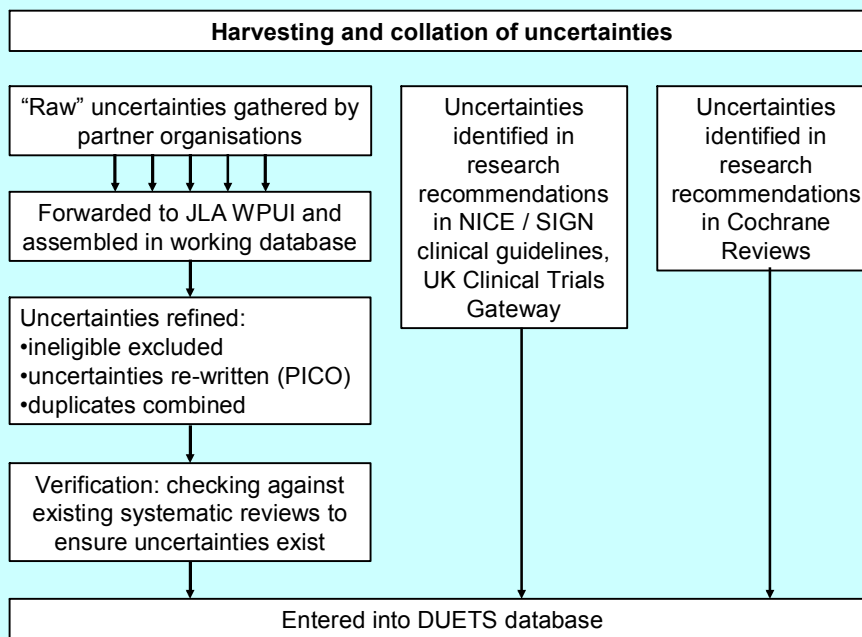 Harvesting and collation of uncertainties
“Raw” uncertainties gathered by
partner organisations
Forwarded to JLA WPUI and
assembled in working database
Uncertainties refined:
•ineligible excluded
•uncertainties re-written (PICO)
•duplicates combined
Verification: checking against
existing systematic reviews to
ensure uncertainties exist
Uncertainties
identified in
research
recommendations
in NICE / SIGN
clinical guidelines,
UK Clinical Trials
Gateway
Uncertainties
identified in
research
recommendations
in Cochrane
Reviews
Entered into DUETS database